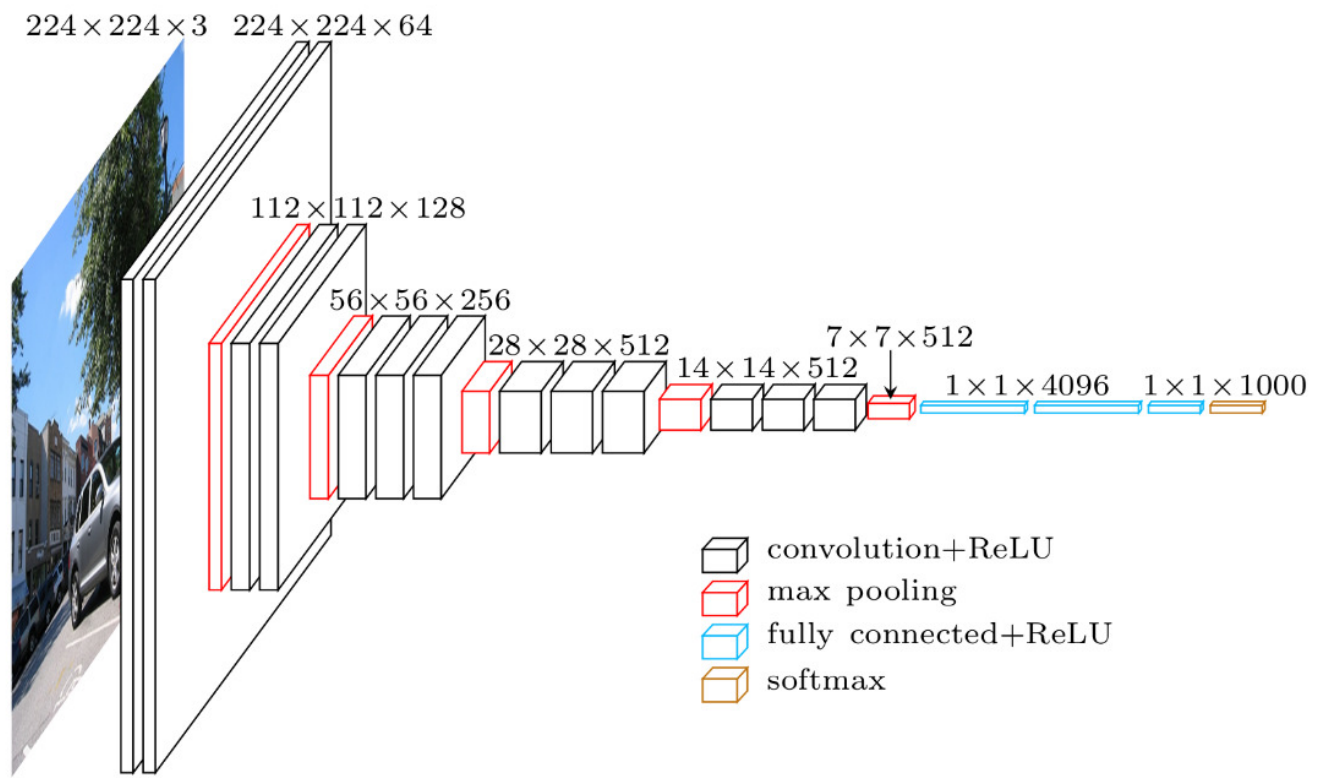 224×224×3
224×224×64
112×112×128
56×56×256
28×28×512
14×14×512
7×7×512
1×1×4096
1×1×1000
convolution+ReLU
max pooling
fully connected+ReLU
softmax